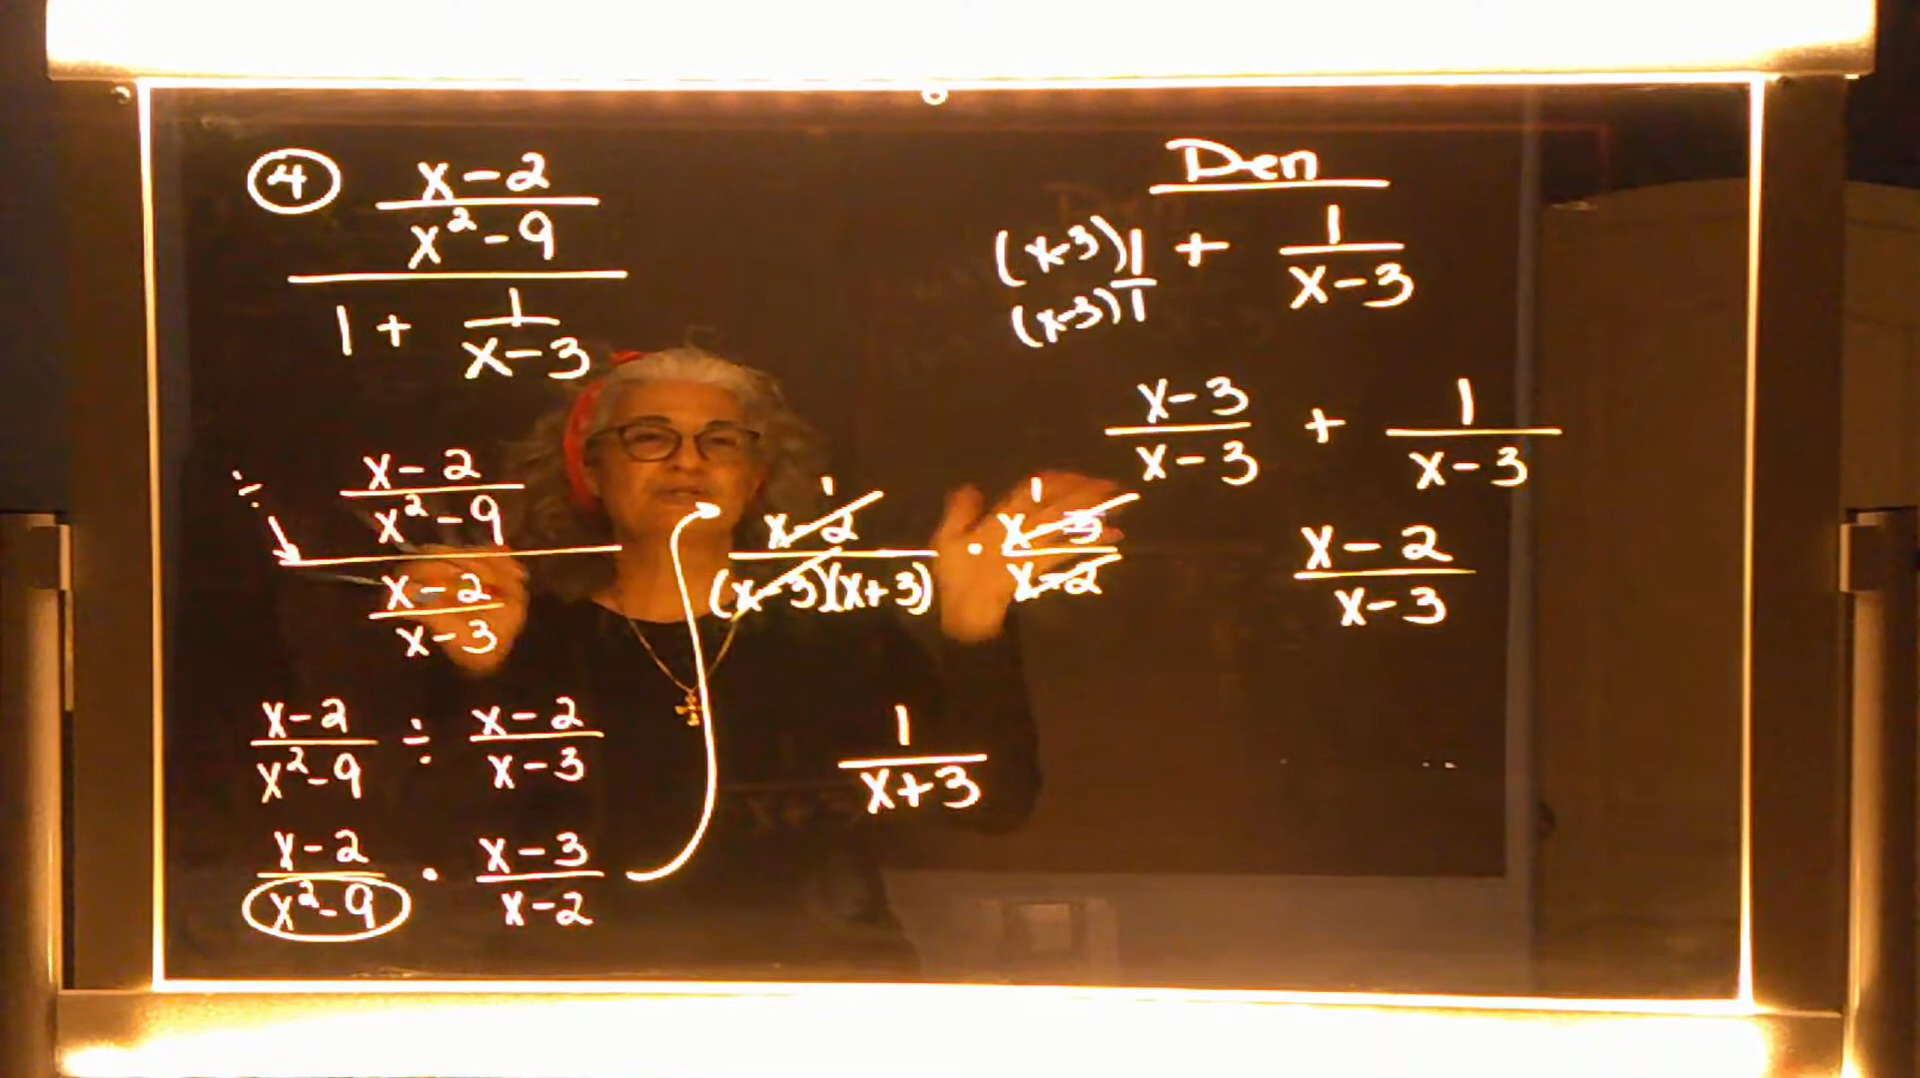 ④ x-2
x²-9
1 + 1
x-3
÷ x-2
x²-9
x-2
x-3
x-2 ÷ x-2
x²-9 x-3
x-2 · x-3
x²-9 x-2
1 1
x-2 · x-3
(x-3)(x+3) x-2
1
x+3
Den
(x-3) 1 + 1
(x-3) 1 x-3
x-3 + 1
x-3 x-3
x-2
x-3